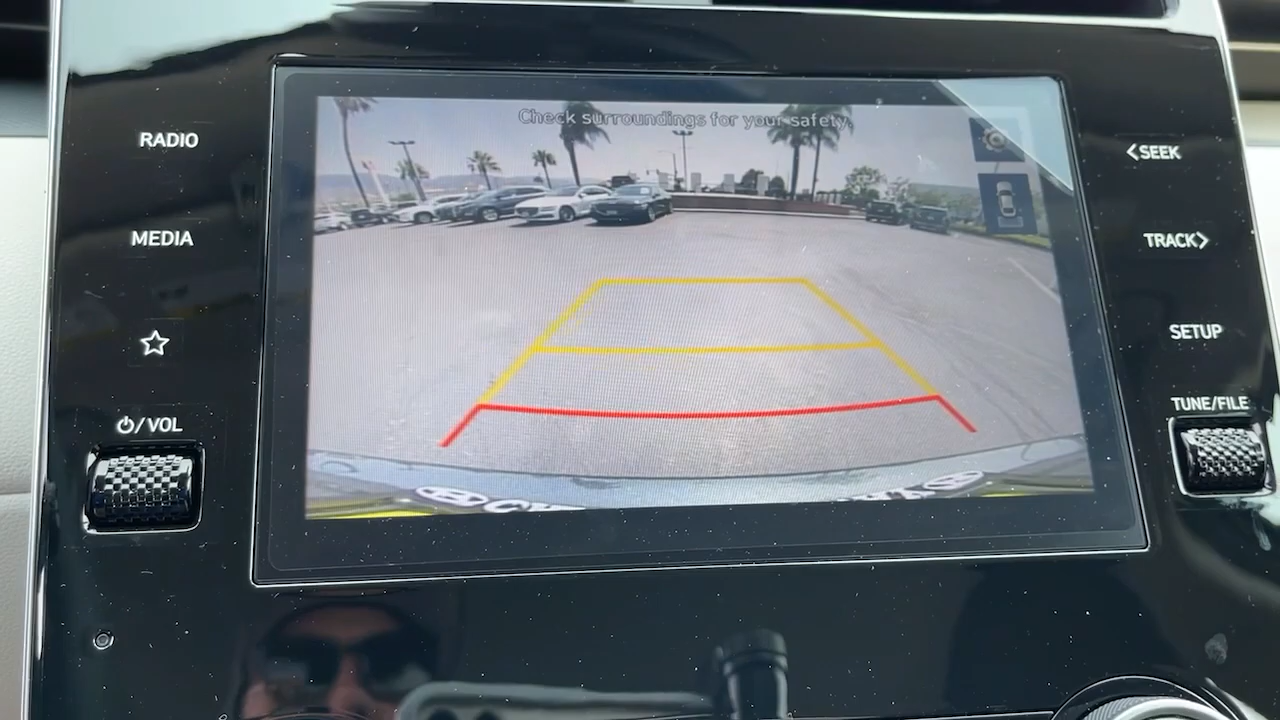 Check surroundings for your safety.
RADIO
MEDIA
/VOL
<SEEK
TRACK>
SETUP
TUNE/FILE